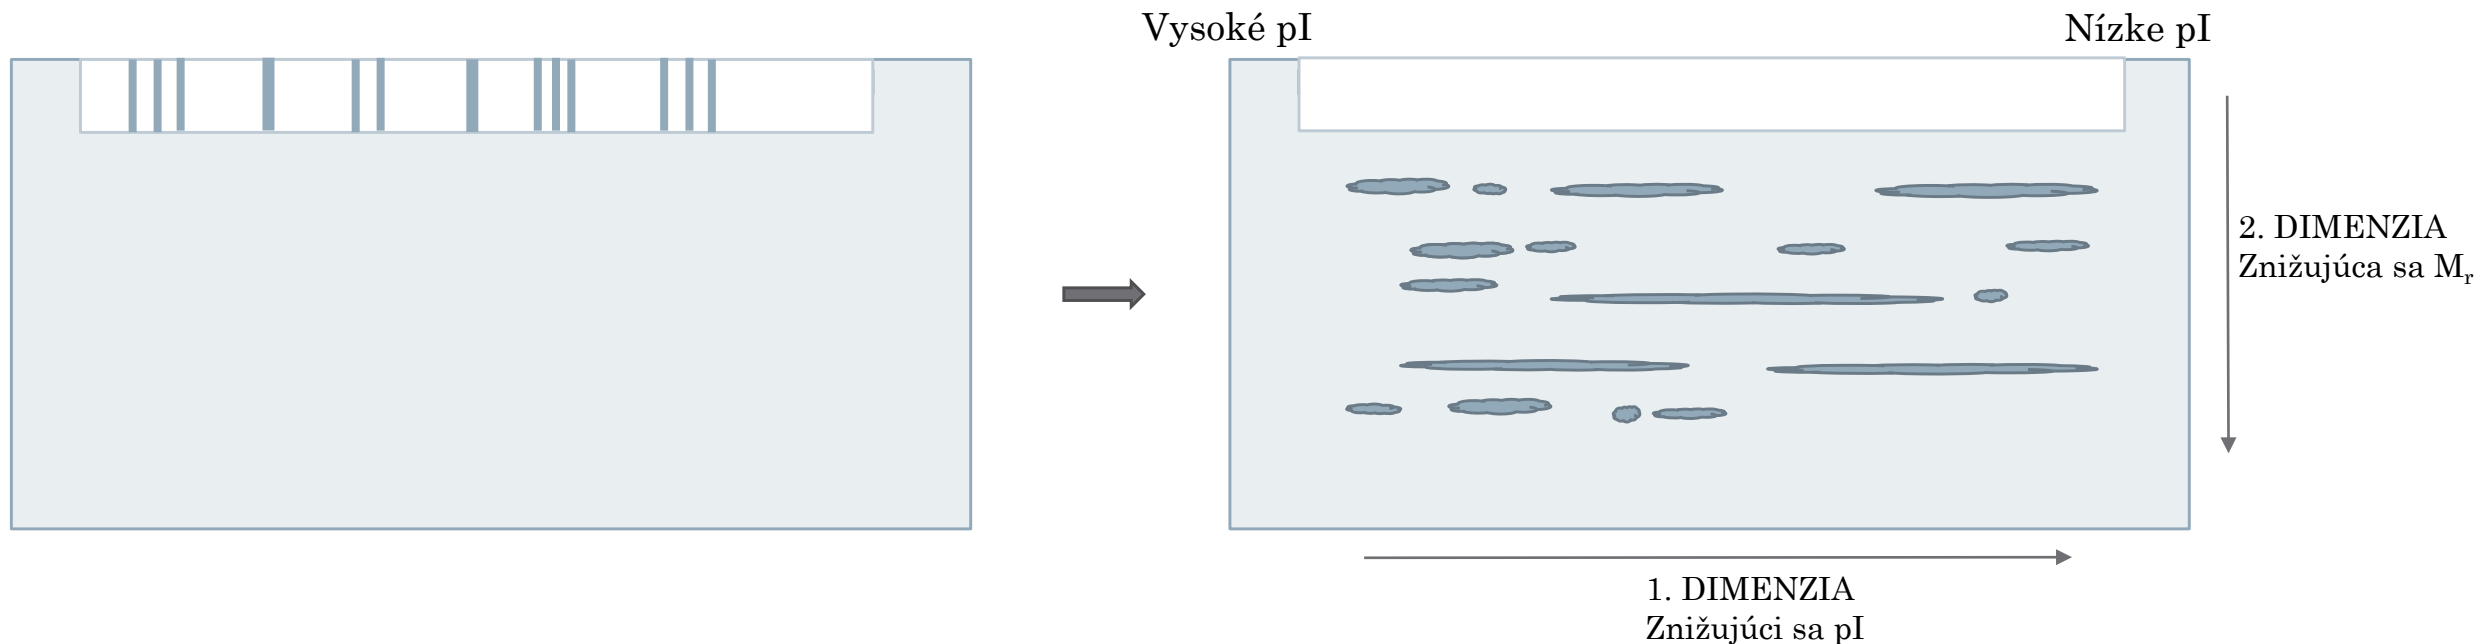 Vysoké pI
Nízke pI
2. DIMENZIA
Znižujúca sa Mr
1. DIMENZIA
Znižujúci sa pI